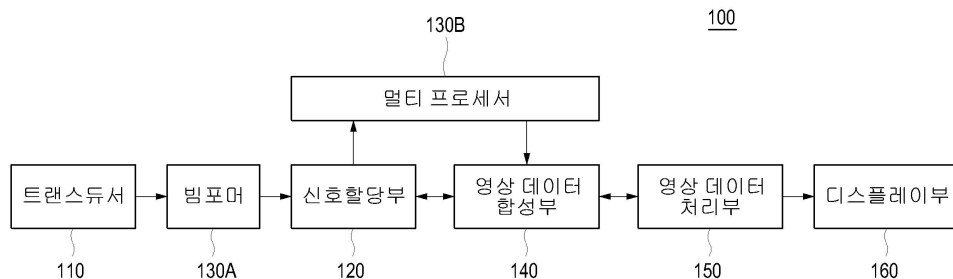 130B
100
멀티 프로세서
트랜스듀서
빔포머
신호할당부
영상 데이터
합성부
영상 데이터
처리부
디스플레이부
110
130A
120
140
150
160